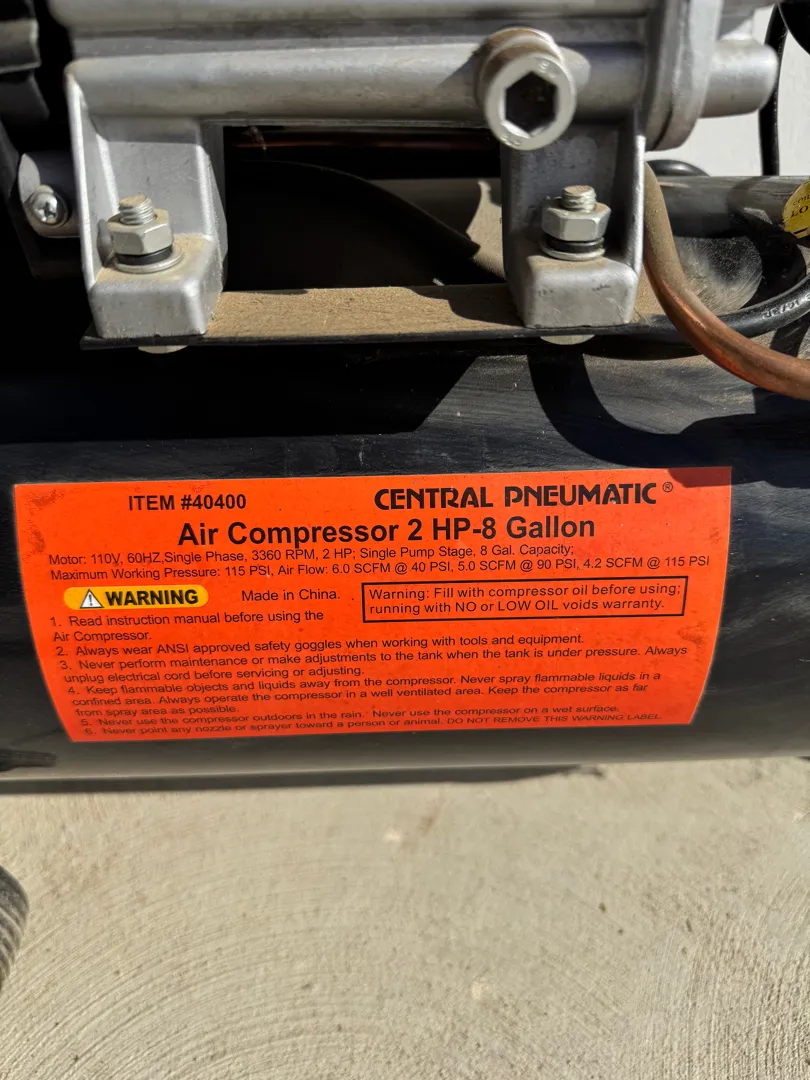 ITEM #40400
CENTRAL PNEUMATIC®
Air Compressor 2 HP-8 Gallon
Motor: 110V, 60HZ,Single Phase, 3360 RPM, 2 HP; Single Pump Stage, 8 Gal. Capacity;
Maximum Working Pressure: 115 PSI, Air Flow: 6.0 SCFM @ 40 PSI, 5.0 SCFM @ 90 PSI, 4.2 SCFM @ 115 PSI
WARNING
Made in China.
Warning: Fill with compressor oil before using;
running with NO or LOW OIL voids warranty.
1. Read instruction manual before using the
Air Compressor.
2. Always wear ANSI approved safety goggles when working with tools and equipment.
3. Never perform maintenance or make adjustments to the tank when the tank is under pressure. Always
unplug electrical cord before servicing or adjusting.
4. Keep flammable objects and liquids away from the compressor. Never spray flammable liquids in a
confined area. Always operate the compressor in a well ventilated area. Keep the compressor as far
from spray area as possible.
5. Never use the compressor outdoors in the rain. Never use the compressor on a wet surface.
6. Never point any nozzle or sprayer toward a person or animal. DO NOT REMOVE THIS WARNING LABEL